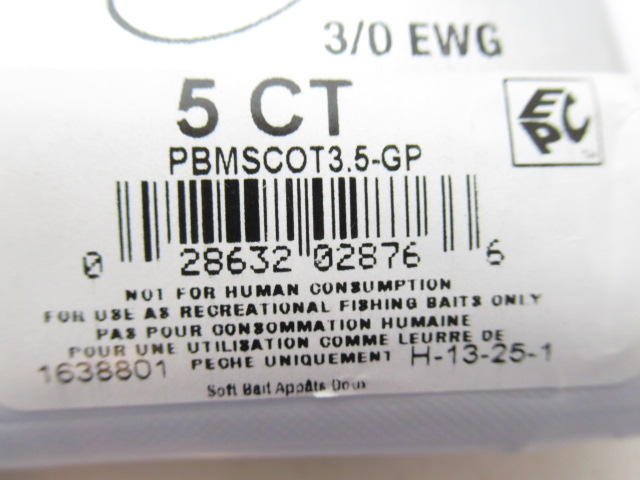 3/0 EWG
5 CT
EPC
PBMSCOT3.5-GP
0 28632 02876 6
NOT FOR HUMAN CONSUMPTION
FOR USE AS RECREATIONAL FISHING BAITS ONLY
PAS POUR CONSOMMATION HUMAINE
POUR UNE UTILISATION COMME LEURRE DE
1638801 PECHE UNIQUEMENT H-13-25-1
Soft Bait Appâts Doux